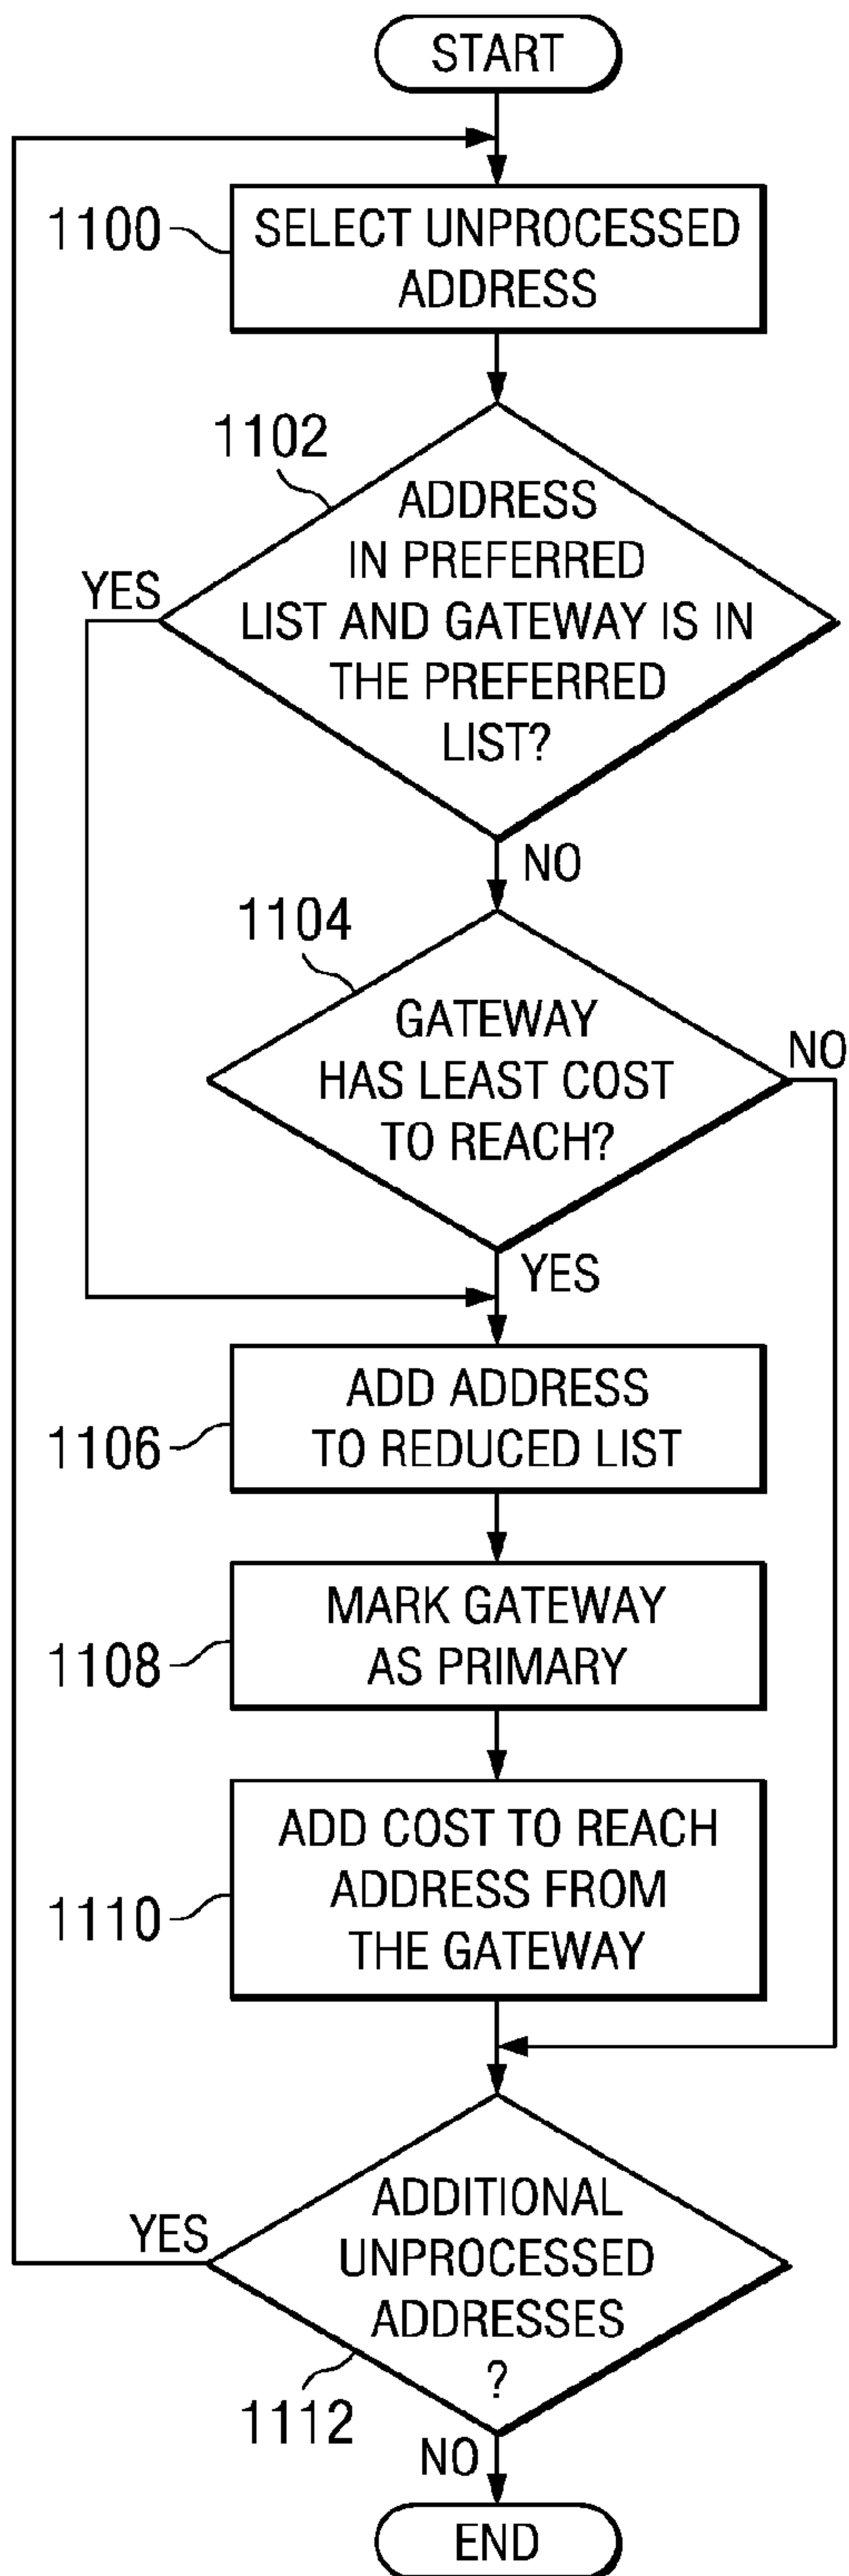 START
1100
SELECT UNPROCESSED
ADDRESS
1102
ADDRESS
IN PREFERRED
LIST AND GATEWAY IS IN
THE PREFERRED
LIST?
YES
NO
1104
GATEWAY
HAS LEAST COST
TO REACH?
NO
YES
1106
ADD ADDRESS
TO REDUCED LIST
1108
MARK GATEWAY
AS PRIMARY
1110
ADD COST TO REACH
ADDRESS FROM
THE GATEWAY
YES
ADDITIONAL
UNPROCESSED
ADDRESSES
?
1112
NO
END